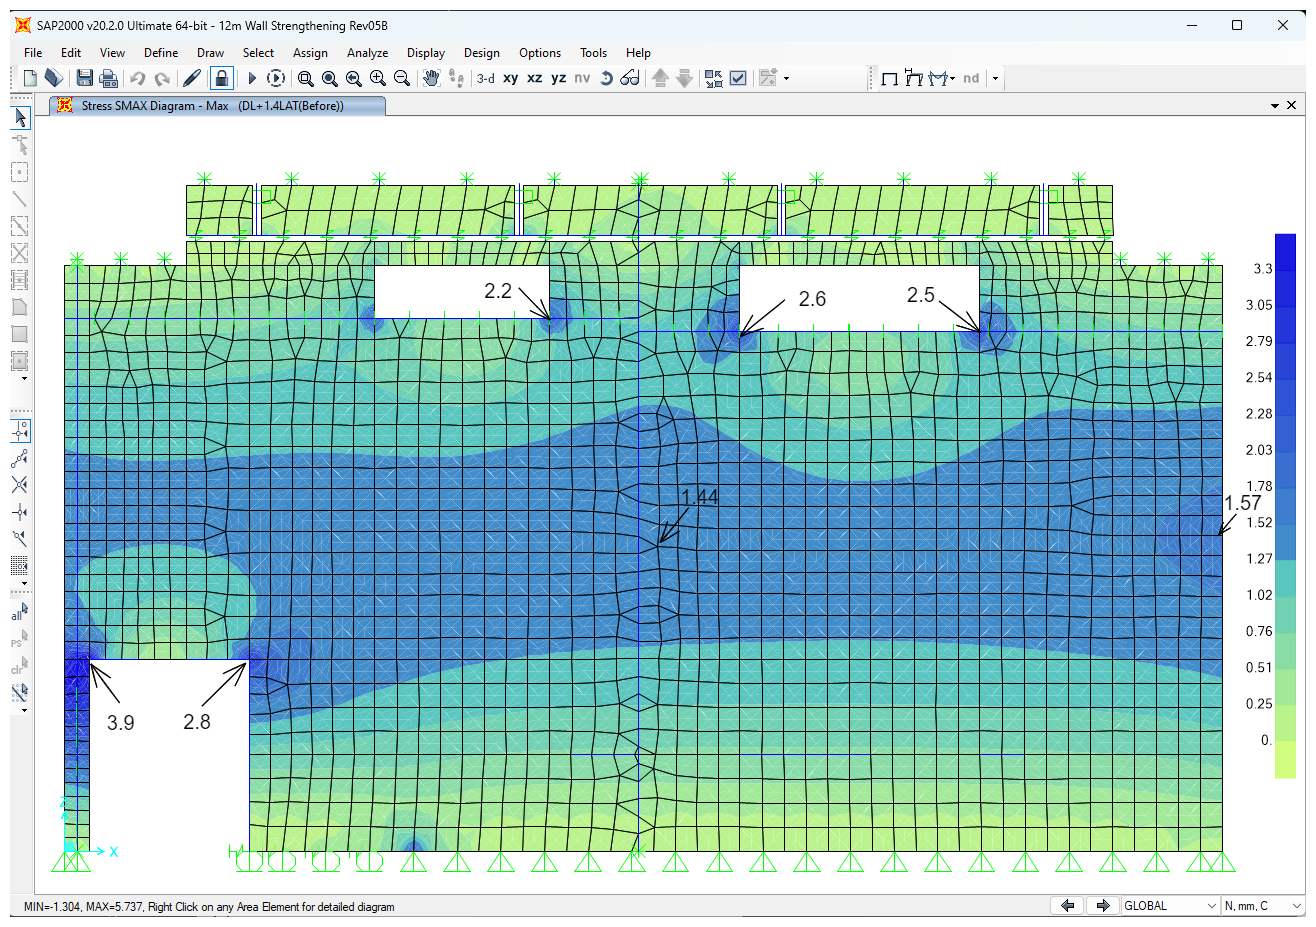 SAP2000 v20.2.0 Ultimate 64-bit - 12m Wall Strengthening Rev05B
File Edit View Define Draw Select Assign Analyze Display Design Options Tools Help
3-d xy xz yz nv nd
Stress SMAX Diagram - Max (DL+1.4LAT(Before))
2.2
2.6
2.5
1.44
1.57
3.9
2.8
3.3
3.05
2.79
2.54
2.28
2.03
1.78
1.52
1.27
1.02
0.76
0.51
0.25
0.
all
ps
clr
Z
X
MIN=-1.304, MAX=5.737, Right Click on any Area Element for detailed diagram
GLOBAL
N, mm, C